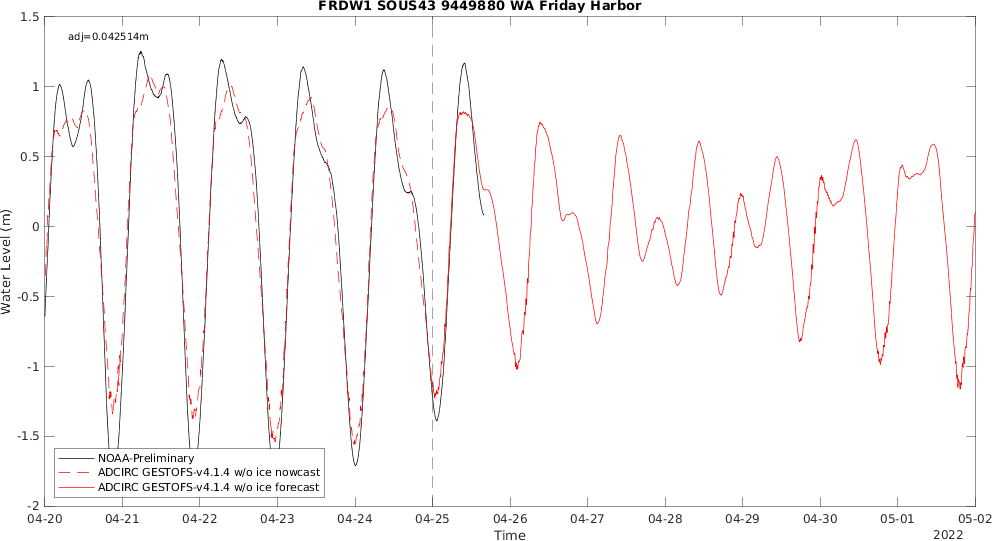 FRDW1 SOUS43 9449880 WA Friday Harbor
adj=0.042514m
1.5
1
0.5
0
-0.5
-1
-1.5
-2
Water Level (m)
NOAA-Preliminary
ADCIRC GESTOFS-v4.1.4 w/o ice nowcast
ADCIRC GESTOFS-v4.1.4 w/o ice forecast
04-20 04-21 04-22 04-23 04-24 04-25 04-26 04-27 04-28 04-29 04-30 05-01 05-02
Time
2022